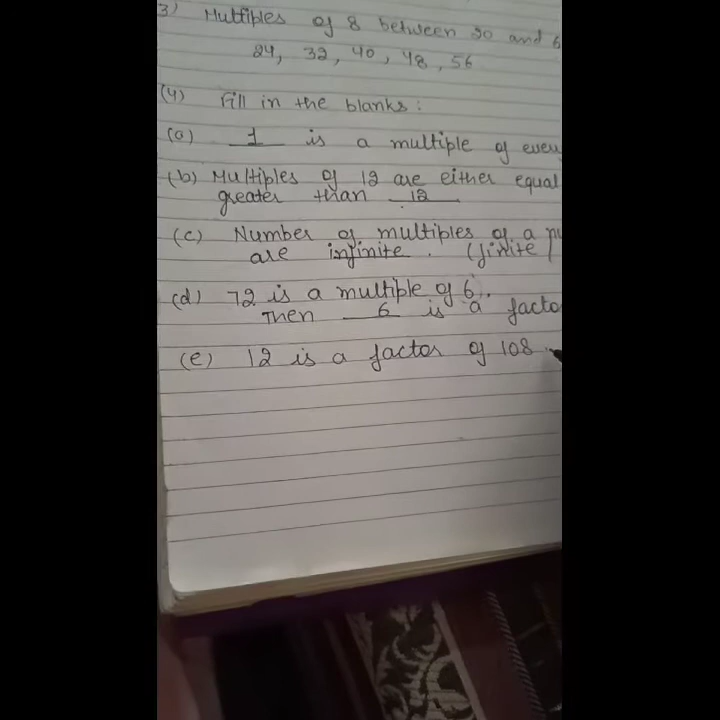 3) Multiples of 8 between 20 and 6
24, 32, 40, 48, 56
(4) Fill in the blanks:
(a) 1 is a multiple of every
(b) Multiples of 12 are either equal
greater than 12
(c) Number of multiples of a nu
are infinite. (finite/
(d) 72 is a multiple of 6.
Then 6 is a facto
(e) 12 is a factor of 108